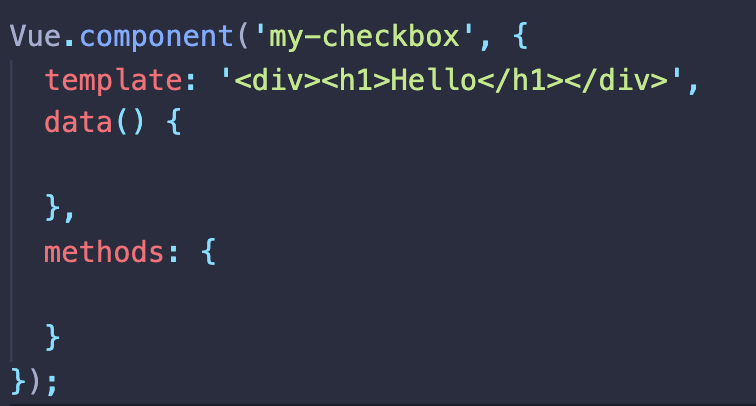 Vue.component('my-checkbox', {
  template: '<div><h1>Hello</h1></div>',
  data() {

  },
  methods: {

  }
});